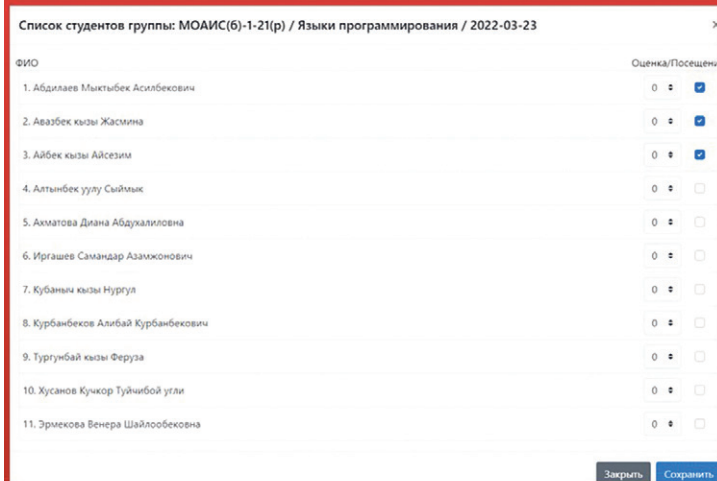 Список студентов группы: МОАИС(б)-1-21(р) / Языки программирования / 2022-03-23 ×
ФИО Оценка/Посещени
1. Абдилаев Мыктыбек Асилбекович 0
2. Авазбек кызы Жасмина 0
3. Айбек кызы Айсезим 0
4. Алтынбек уулу Сыймык 0
5. Ахматова Диана Абдухалиловна 0
6. Иргашев Самандар Азамжонович 0
7. Кубаныч кызы Нургул 0
8. Курбанбеков Алибай Курбанбекович 0
9. Тургунбай кызы Феруза 0
10. Хусанов Кучкор Туйчибой угли 0
11. Эрмекова Венера Шайлообековна 0
Закрыть Сохранить